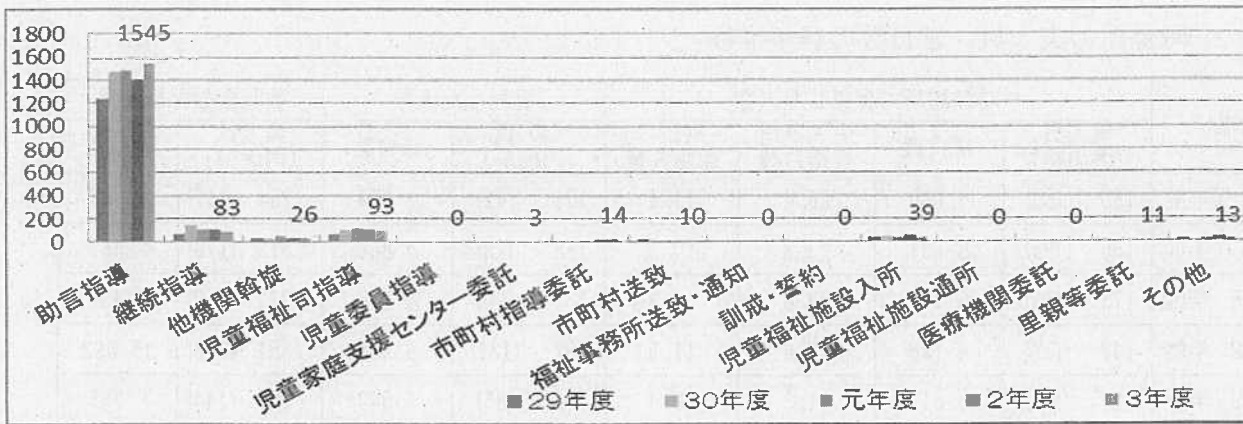 1800
1600
1400
1200
1000
800
600
400
200
0
1545
83
26
93
0
3
14
10
0
0
39
0
0
11
13
助言指導
継続指導
他機関斡旋
児童福祉司指導
児童委員指導
児童家庭支援センター委託
市町村指導委託
市町村送致
福祉事務所送致・通知
訓戒・誓約
児童福祉施設入所
児童福祉施設通所
医療機関委託
里親等委託
その他
■29年度 ■30年度 ■元年度 ■2年度 ■3年度